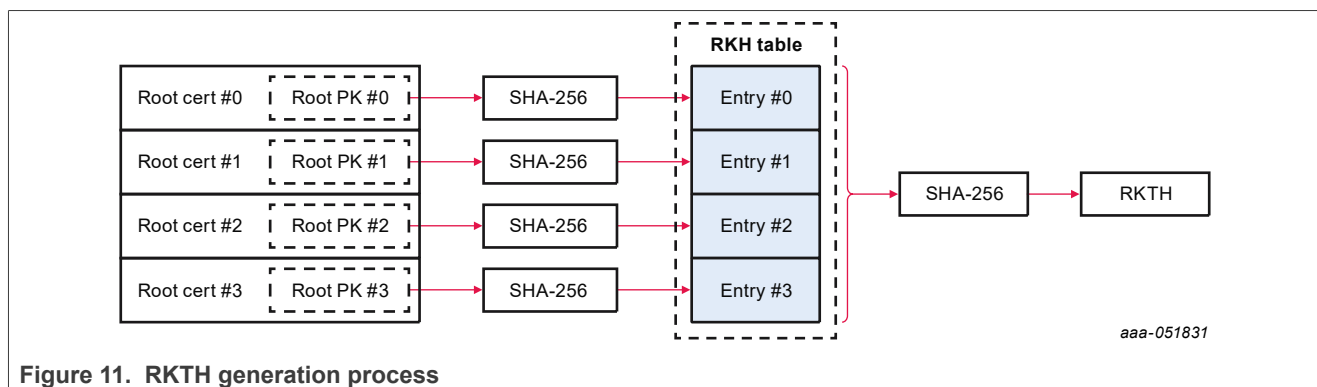 RKH table
Root cert #0 Root PK #0 SHA-256 Entry #0
Root cert #1 Root PK #1 SHA-256 Entry #1
SHA-256 RKTH
Root cert #2 Root PK #2 SHA-256 Entry #2
Root cert #3 Root PK #3 SHA-256 Entry #3
aaa-051831
Figure 11. RKTH generation process